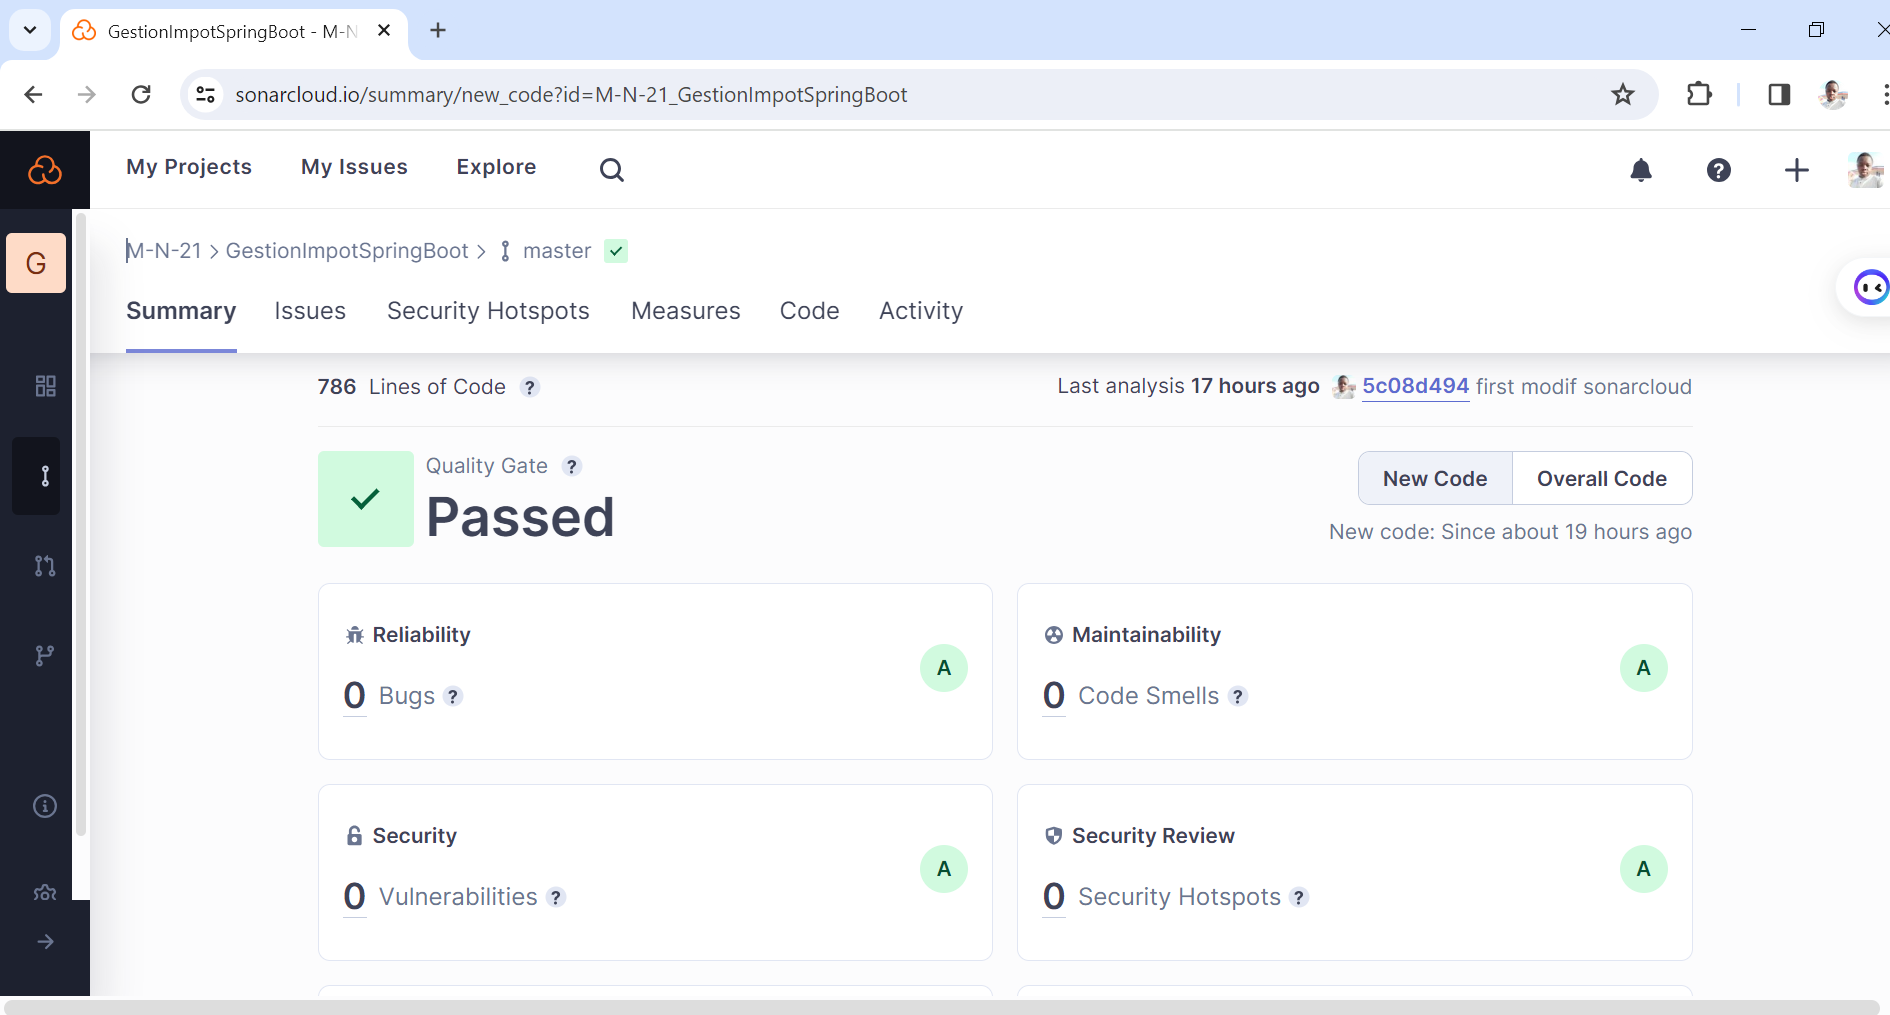 GestionImpotSpringBoot - M-N
sonarcloud.io/summary/new_code?id=M-N-21_GestionImpotSpringBoot
My Projects My Issues Explore
G
M-N-21 > GestionImpotSpringBoot > master
Summary Issues Security Hotspots Measures Code Activity
786 Lines of Code ?
Last analysis 17 hours ago 5c08d494 first modif sonarcloud
Quality Gate ?
Passed
New Code Overall Code
New code: Since about 19 hours ago
Reliability
0 Bugs ?
A
Maintainability
0 Code Smells ?
A
Security
0 Vulnerabilities ?
A
Security Review
0 Security Hotspots ?
A